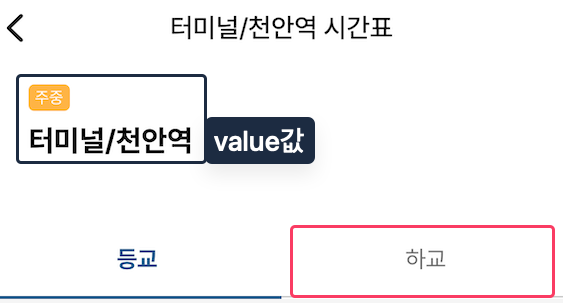 터미널/천안역 시간표
주중
터미널/천안역
value값
등교
하교